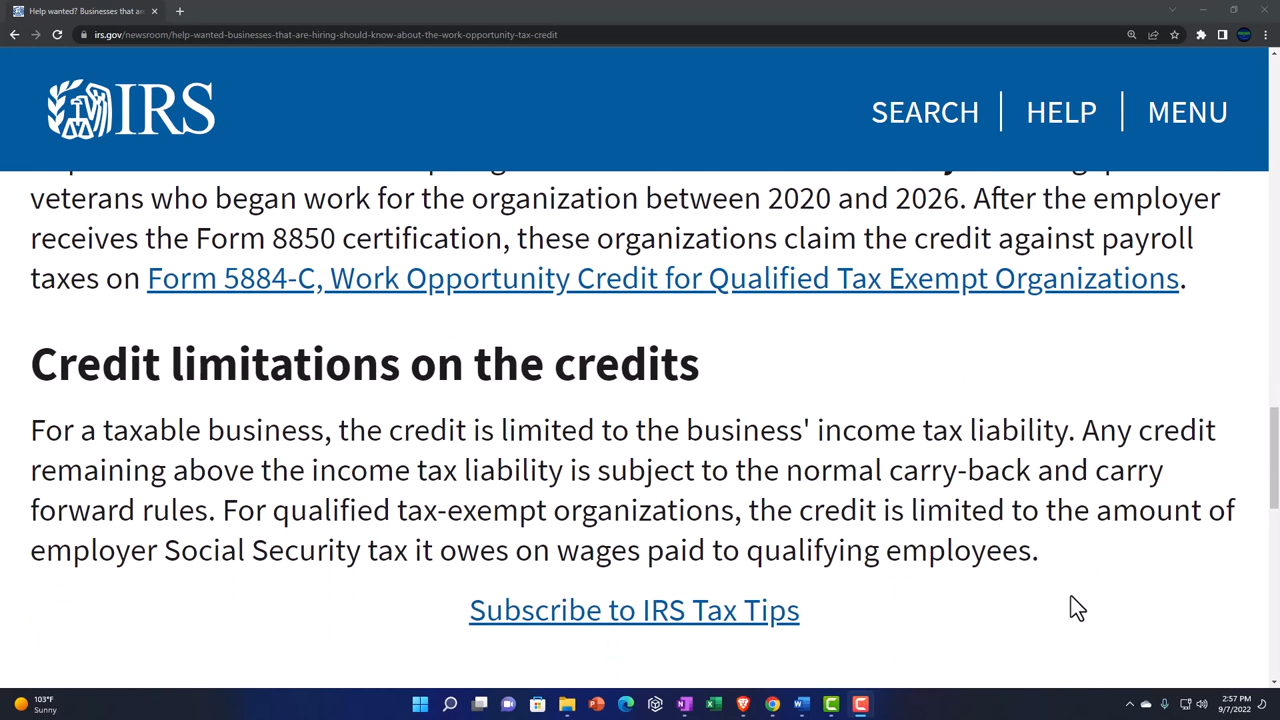 Help wanted? Businesses that are
irs.gov/newsroom/help-wanted-businesses-that-are-hiring-should-know-about-the-work-opportunity-tax-credit
IRS
SEARCH HELP MENU
veterans who began work for the organization between 2020 and 2026. After the employer
receives the Form 8850 certification, these organizations claim the credit against payroll
taxes on Form 5884-C, Work Opportunity Credit for Qualified Tax Exempt Organizations.
Credit limitations on the credits
For a taxable business, the credit is limited to the business' income tax liability. Any credit
remaining above the income tax liability is subject to the normal carry-back and carry
forward rules. For qualified tax-exempt organizations, the credit is limited to the amount of
employer Social Security tax it owes on wages paid to qualifying employees.
Subscribe to IRS Tax Tips
103°F
Sunny
2:57 PM
9/7/2022